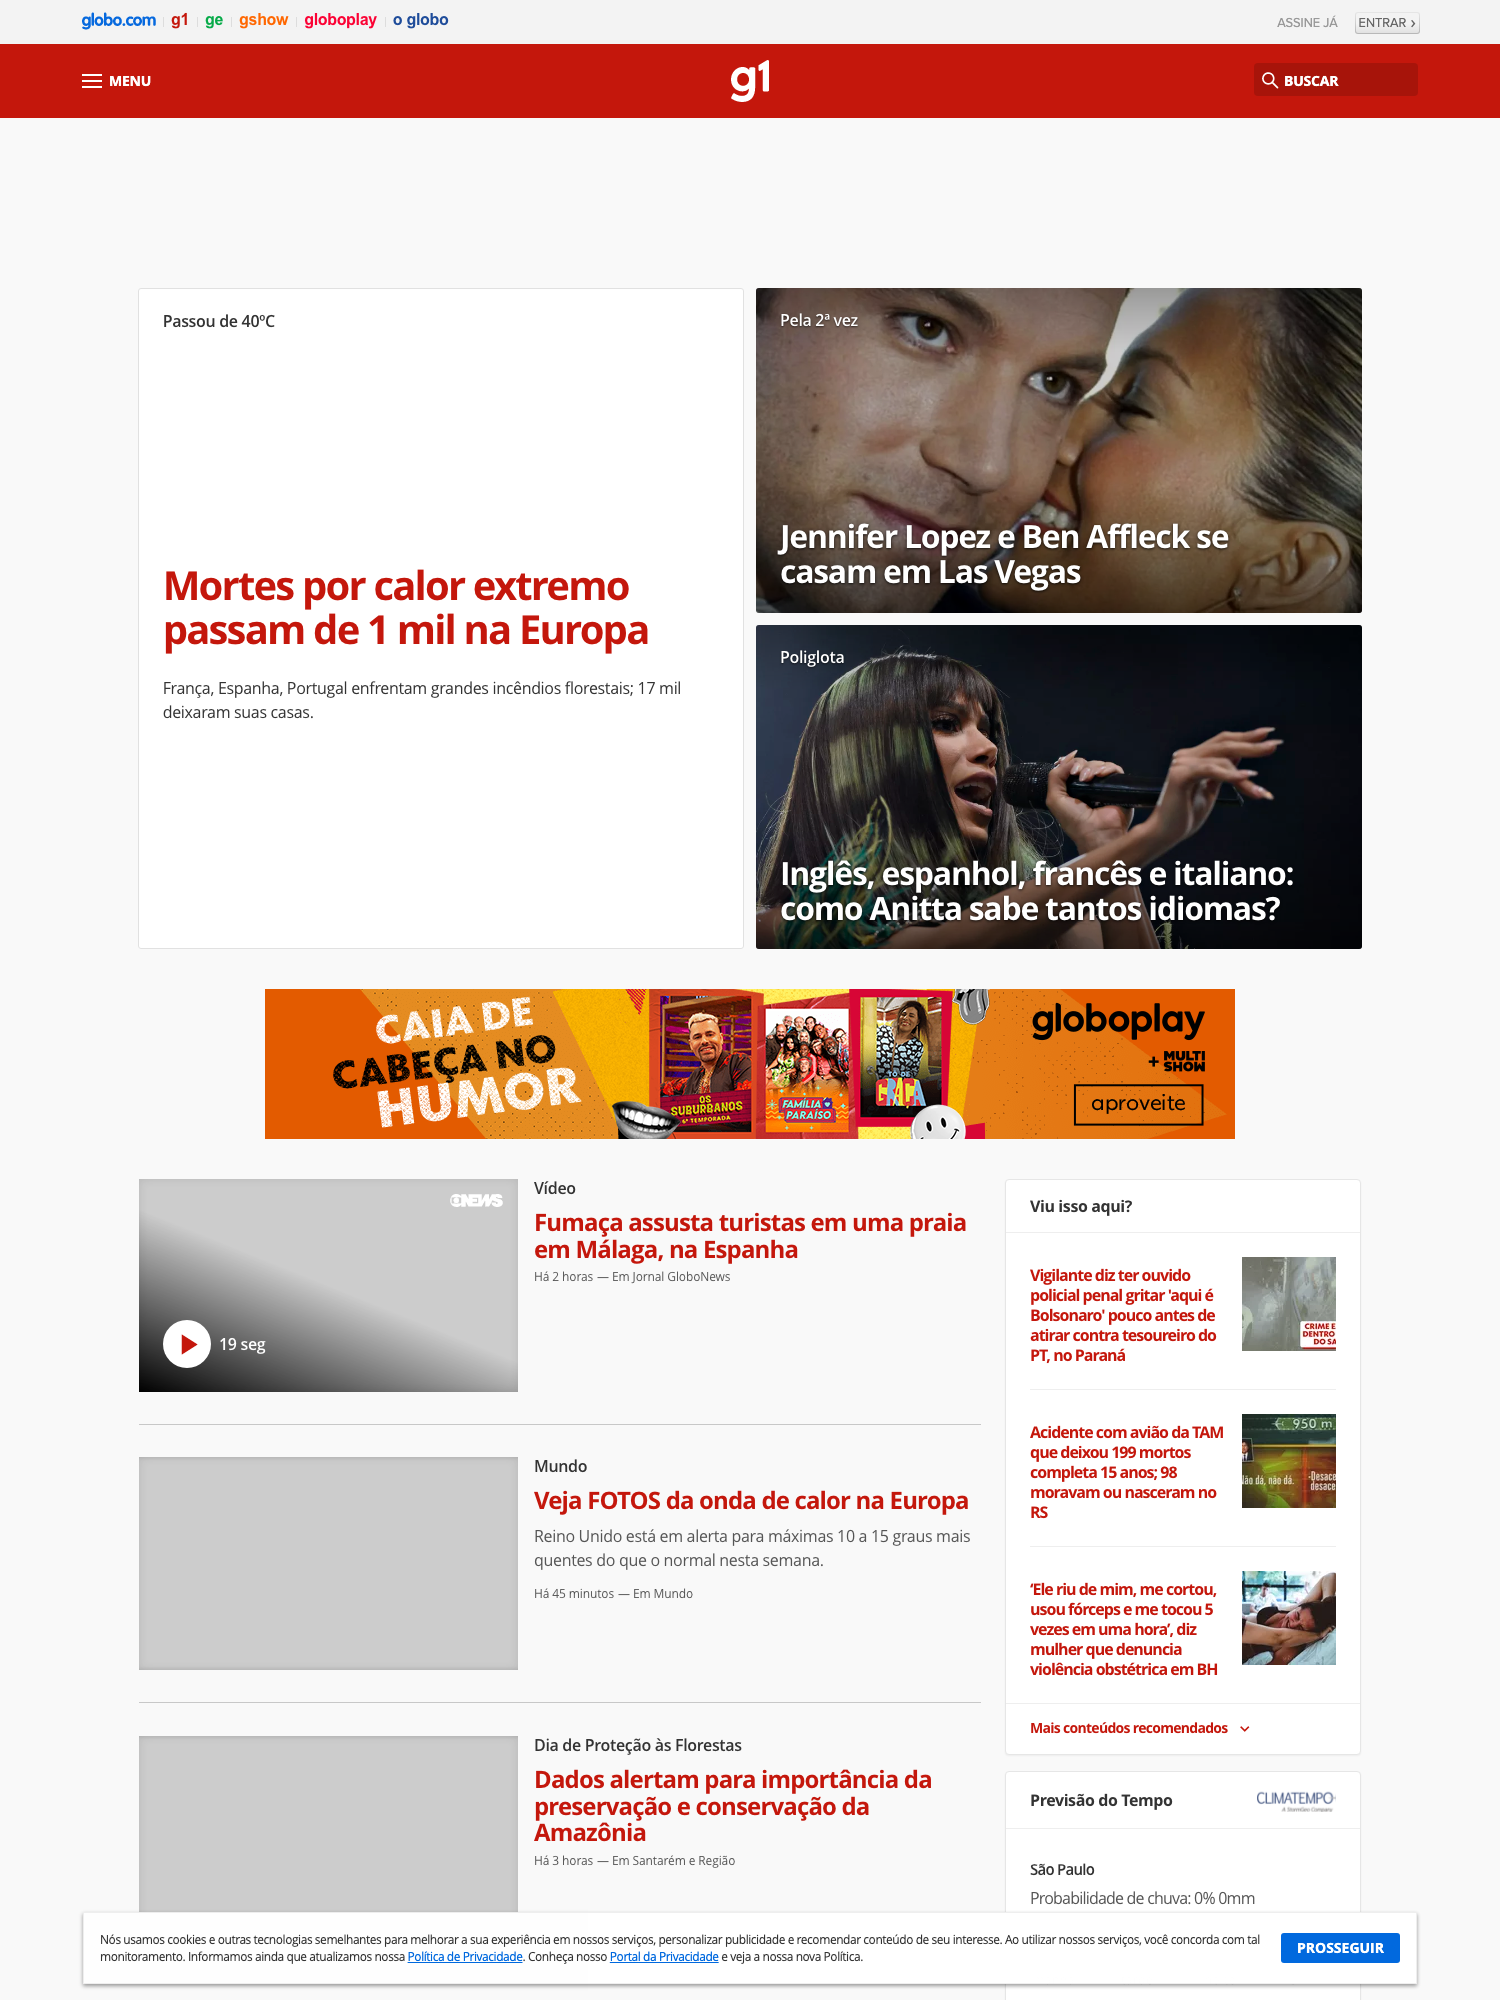 globo.com g1 ge gshow globoplay o globo
ASSINE JÁ ENTRAR ›
MENU
g1
BUSCAR
Passou de 40ºC
Mortes por calor extremo
passam de 1 mil na Europa
França, Espanha, Portugal enfrentam grandes incêndios florestais; 17 mil
deixaram suas casas.
Pela 2ª vez
Jennifer Lopez e Ben Affleck se
casam em Las Vegas
Poliglota
Inglês, espanhol, francês e italiano:
como Anitta sabe tantos idiomas?
CAIA DE
CABEÇA NO
HUMOR
OS
SUBURBANOS
6ª TEMPORADA
FAMÍLIA
PARAÍSO
TÔ DE
GRAÇA
globoplay
+ MULTI
SHOW
aproveite
NEWS
19 seg
Vídeo
Fumaça assusta turistas em uma praia
em Málaga, na Espanha
Há 2 horas — Em Jornal GloboNews
Mundo
Veja FOTOS da onda de calor na Europa
Reino Unido está em alerta para máximas 10 a 15 graus mais
quentes do que o normal nesta semana.
Há 45 minutos — Em Mundo
Dia de Proteção às Florestas
Dados alertam para importância da
preservação e conservação da
Amazônia
Há 3 horas — Em Santarém e Região
Viu isso aqui?
Vigilante diz ter ouvido
policial penal gritar 'aqui é
Bolsonaro' pouco antes de
atirar contra tesoureiro do
PT, no Paraná
CRIME E
DENTRO
DO SA
Acidente com avião da TAM
que deixou 199 mortos
completa 15 anos; 98
moravam ou nasceram no
RS
950 m
Não dá, não dá.
-Desace
desace
‘Ele riu de mim, me cortou,
usou fórceps e me tocou 5
vezes em uma hora’, diz
mulher que denuncia
violência obstétrica em BH
Mais conteúdos recomendados
Previsão do Tempo
CLIMATEMPO
A StormGeo Company
São Paulo
Probabilidade de chuva: 0% 0mm
Nós usamos cookies e outras tecnologias semelhantes para melhorar a sua experiência em nossos serviços, personalizar publicidade e recomendar conteúdo de seu interesse. Ao utilizar nossos serviços, você concorda com tal
monitoramento. Informamos ainda que atualizamos nossa Política de Privacidade. Conheça nosso Portal da Privacidade e veja a nossa nova Política.
PROSSEGUIR